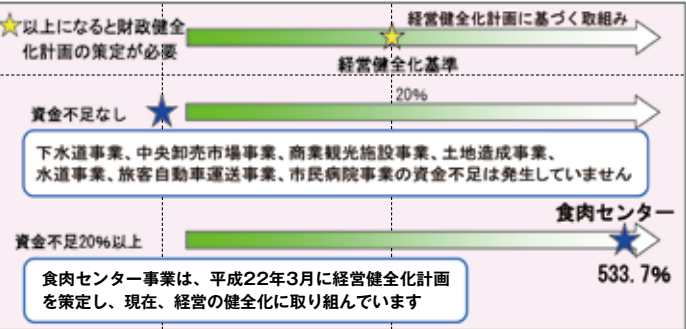 ☆以上になると財政健全
化計画の策定が必要
経営健全化計画に基づく取組み
経営健全化基準
20%
資金不足なし
下水道事業、中央卸売市場事業、商業観光施設事業、土地造成事業、
水道事業、旅客自動車運送事業、市民病院事業の資金不足は発生していません
食肉センター
資金不足20%以上
533.7%
食肉センター事業は、平成22年3月に経営健全化計画
を策定し、現在、経営の健全化に取り組んでいます